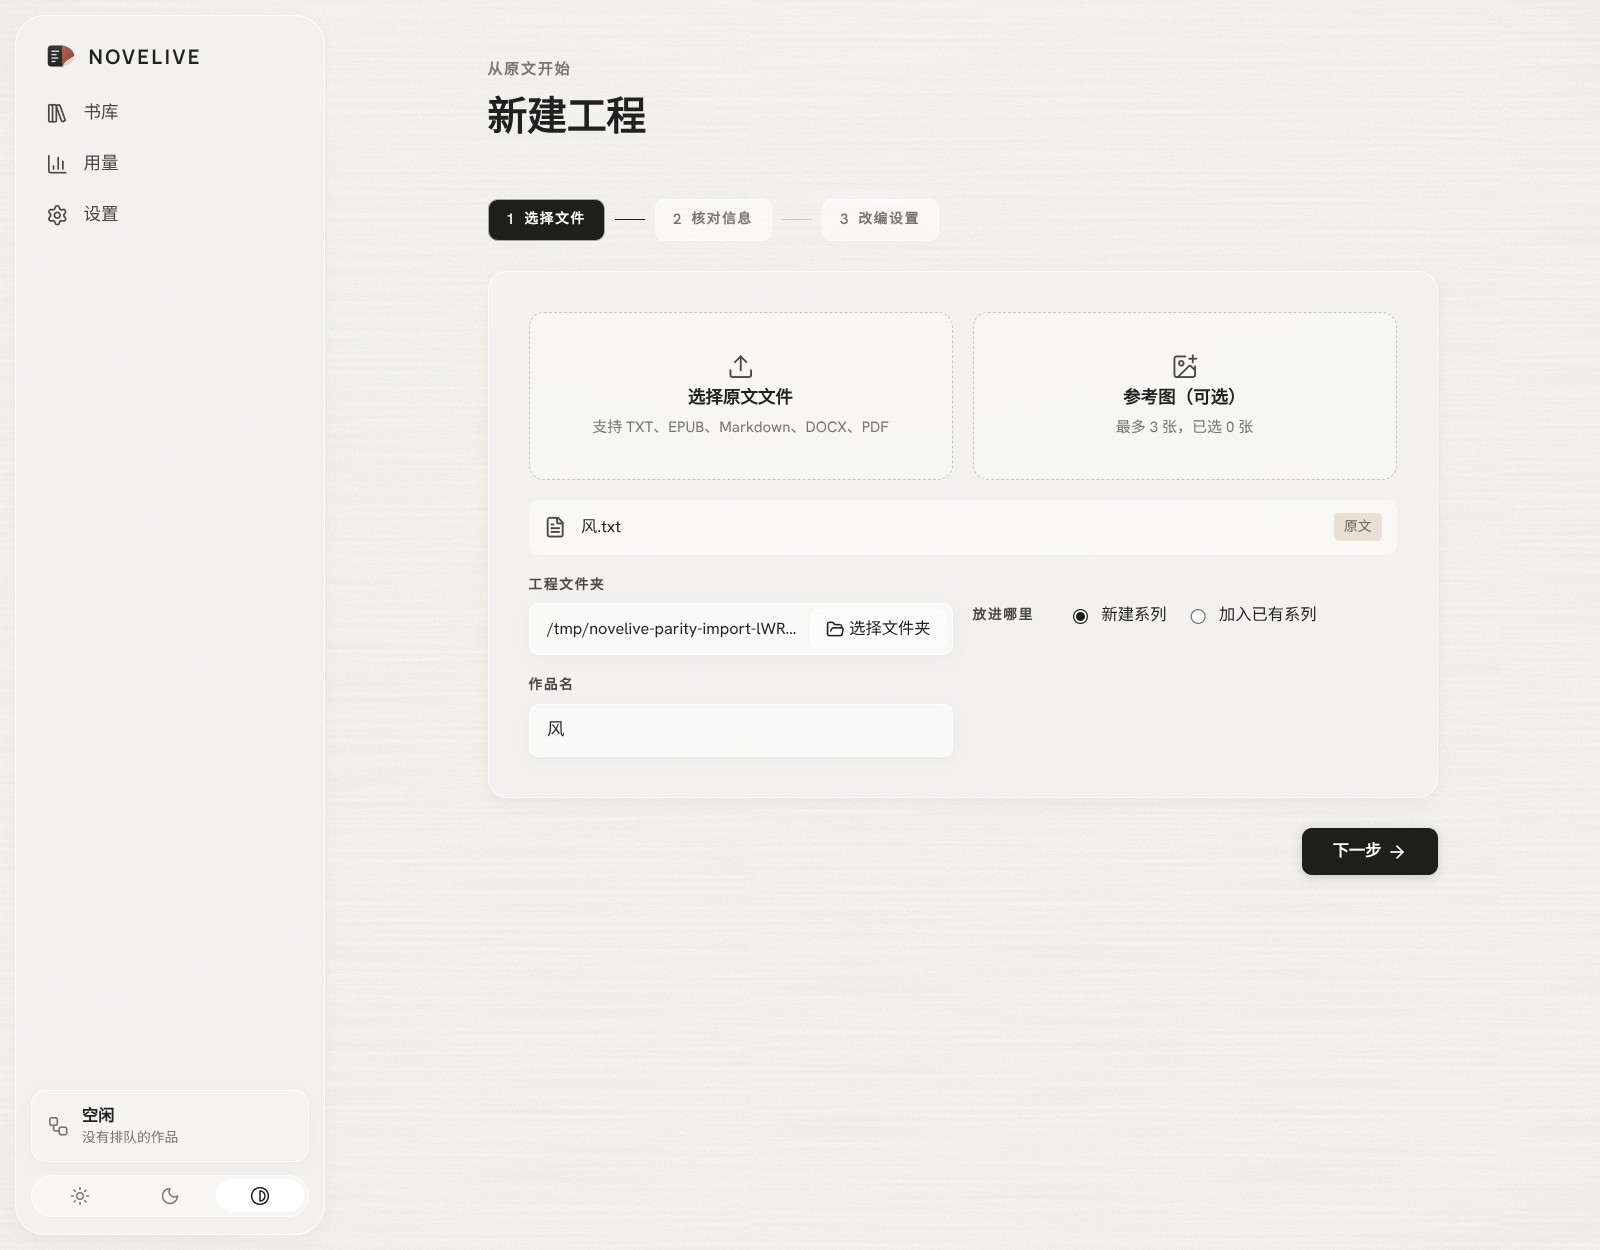 NOVELIVE
书库
用量
设置
从原文开始
新建工程
1 选择文件
2 核对信息
3 改编设置
选择原文文件
支持 TXT、EPUB、Markdown、DOCX、PDF
参考图（可选）
最多 3 张，已选 0 张
风.txt
原文
工程文件夹
/tmp/novelive-parity-import-lWR...
选择文件夹
放进哪里
新建系列
加入已有系列
作品名
风
下一步
空闲
没有排队的作品